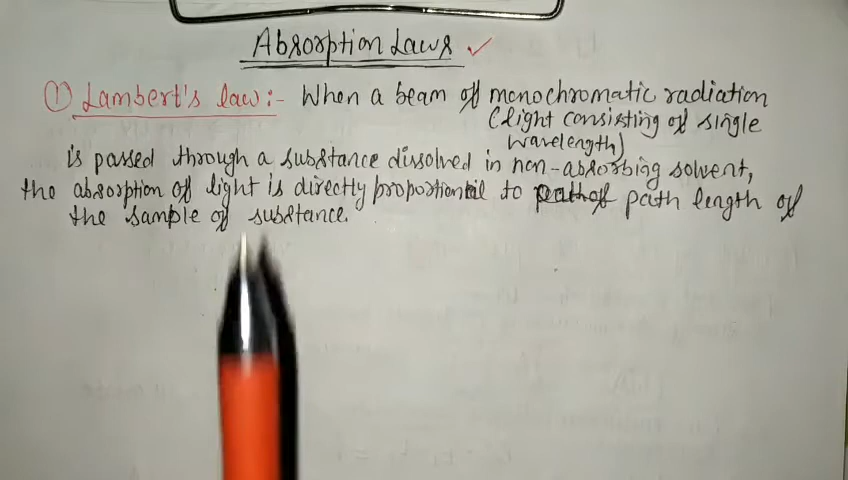 Absorption Laws ✓
① Lambert's law:- When a beam of monochromatic radiation
(light consisting of single
wavelength)
is passed through a substance dissolved in non-absorbing solvent,
the absorption of light is directly proportional to path length of
the sample of substance.